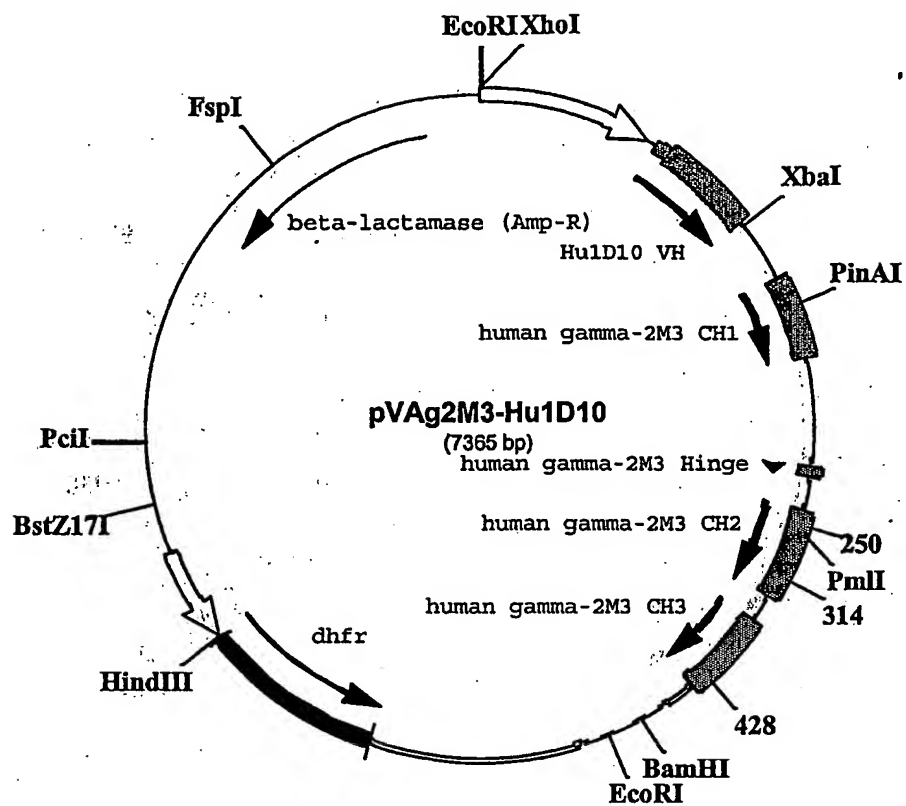 EcoRI XhoI
FspI
XbaI
beta-lactamase (Amp-R)
Hu1D10 VH
PinAI
human gamma-2M3 CH1
pVAg2M3-Hu1D10
(7365 bp)
PciI
human gamma-2M3 Hinge
BstZ17I
human gamma-2M3 CH2
250
PmlI
314
human gamma-2M3 CH3
dhfr
HindIII
428
BamHI
EcoRI